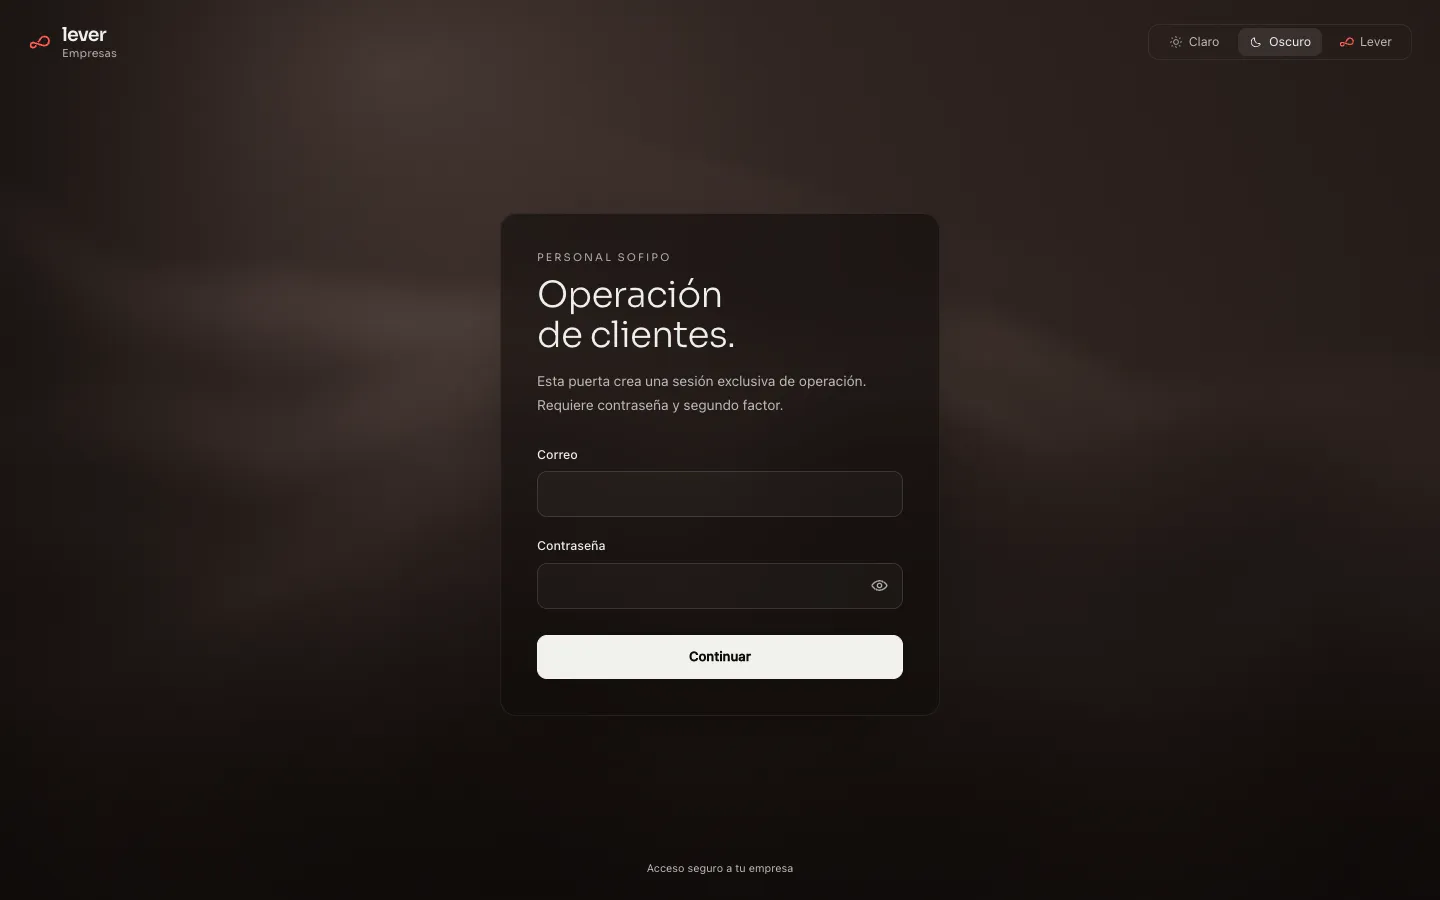 lever
Empresas
Claro
Oscuro
Lever
PERSONAL SOFIPO
Operación
de clientes.
Esta puerta crea una sesión exclusiva de operación.
Requiere contraseña y segundo factor.
Correo
Contraseña
Continuar
Acceso seguro a tu empresa